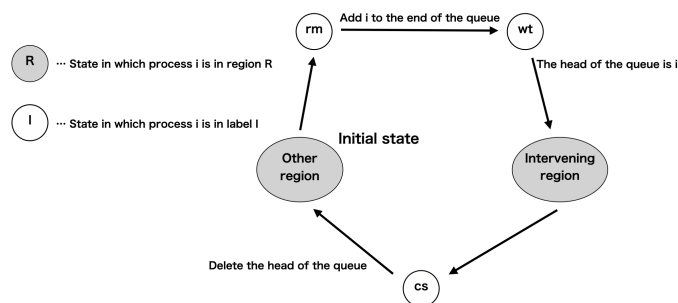 rm
Add i to the end of the queue
wt
R
… State in which process i is in region R
The head of the queue is i
l
… State in which process i is in label l
Initial state
Other
region
Intervening
region
Delete the head of the queue
cs